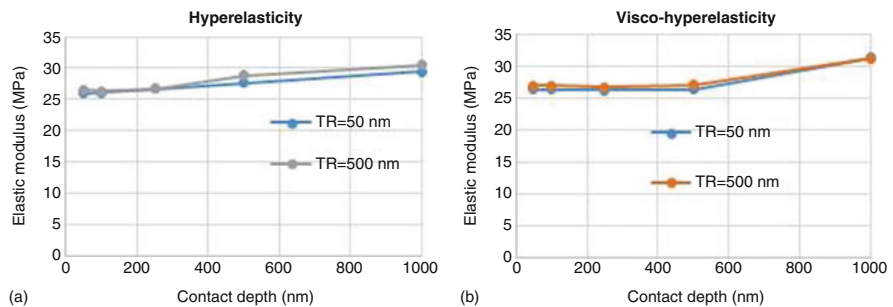 Hyperelasticity
35
30
25
20
15
10
5
0
Elastic modulus (MPa)
TR=50 nm
TR=500 nm
0 200 400 600 800 1000
(a) Contact depth (nm)
Visco-hyperelasticity
35
30
25
20
15
10
5
0
Elastic modulus (MPa)
TR=50 nm
TR=500 nm
0 200 400 600 800 1000
(b) Contact depth (nm)